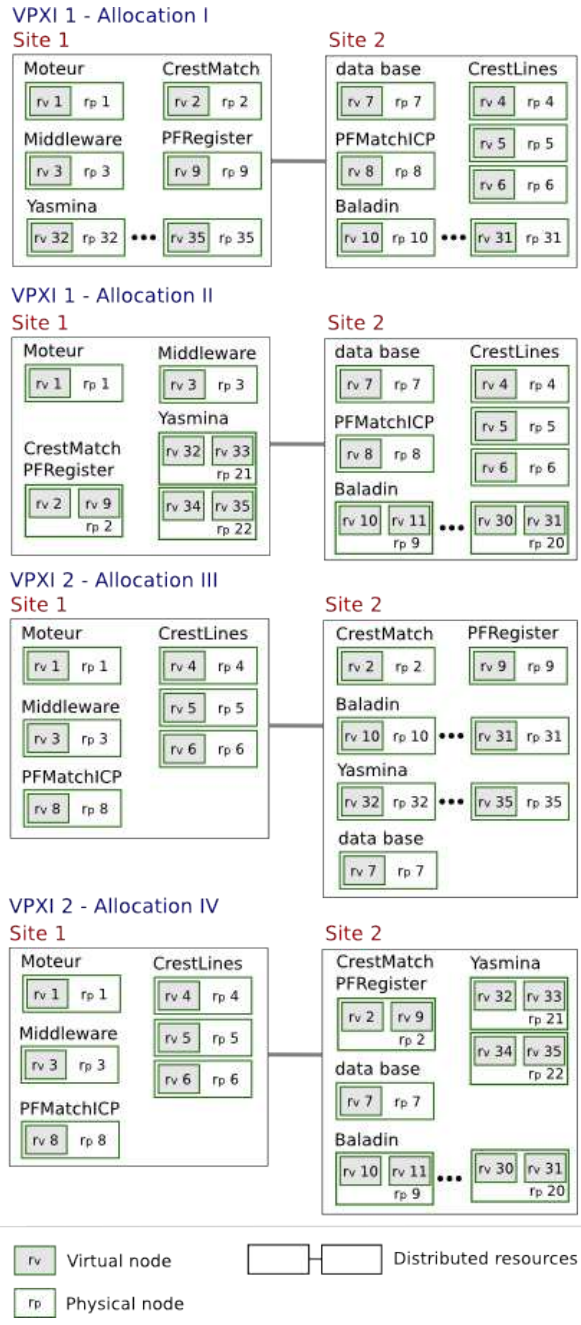 VPXI 1 - Allocation I
Site 1
Site 2
Moteur CrestMatch
rv 1 rp 1 rv 2 rp 2
Middleware PFRegister
rv 3 rp 3 rv 9 rp 9
Yasmina
rv 32 rp 32 ••• rv 35 rp 35
data base CrestLines
rv 7 rp 7 rv 4 rp 4
PFMatchICP rv 5 rp 5
rv 8 rp 8 rv 6 rp 6
Baladin
rv 10 rp 10 ••• rv 31 rp 31
VPXI 1 - Allocation II
Site 1
Site 2
Moteur Middleware
rv 1 rp 1 rv 3 rp 3
Yasmina
CrestMatch rv 32 rv 33
PFRegister rp 21
rv 2 rv 9 rv 34 rv 35
rp 2 rp 22
data base CrestLines
rv 7 rp 7 rv 4 rp 4
PFMatchICP rv 5 rp 5
rv 8 rp 8 rv 6 rp 6
Baladin
rv 10 rv 11 ••• rv 30 rv 31
rp 9 rp 20
VPXI 2 - Allocation III
Site 1
Site 2
Moteur CrestLines
rv 1 rp 1 rv 4 rp 4
Middleware rv 5 rp 5
rv 3 rp 3 rv 6 rp 6
PFMatchICP
rv 8 rp 8
CrestMatch PFRegister
rv 2 rp 2 rv 9 rp 9
Baladin
rv 10 rp 10 ••• rv 31 rp 31
Yasmina
rv 32 rp 32 ••• rv 35 rp 35
data base
rv 7 rp 7
VPXI 2 - Allocation IV
Site 1
Site 2
Moteur CrestLines
rv 1 rp 1 rv 4 rp 4
Middleware rv 5 rp 5
rv 3 rp 3 rv 6 rp 6
PFMatchICP
rv 8 rp 8
CrestMatch Yasmina
PFRegister rv 32 rv 33
rv 2 rv 9 rp 21
rp 2 rv 34 rv 35
data base rp 22
rv 7 rp 7
Baladin
rv 10 rv 11 ••• rv 30 rv 31
rp 9 rp 20
rv Virtual node
Distributed resources
rp Physical node